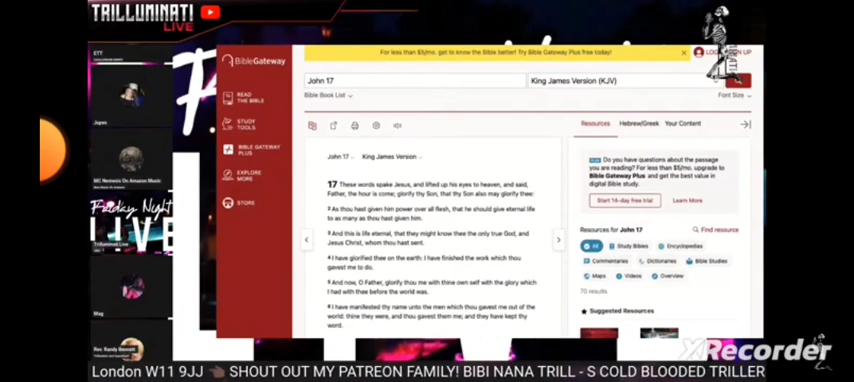 TRILLUMINATI
LIVE
ETT
Jopes
MC Nemesis On Amazon Music
Friday Night
LIVE
Trilluminati Live
Mag
Rec Randy Bennett
BibleGateway
For less than $5/mo. get to know the Bible better! Try Bible Gateway Plus free today!
John 17
King James Version (KJV)
Bible Book List
Font Size
READ
THE BIBLE
STUDY
TOOLS
BIBLE GATEWAY
PLUS
EXPLORE
MORE
STORE
John 17
King James Version
17 These words spake Jesus, and lifted up his eyes to heaven, and said,
Father, the hour is come; glorify thy Son, that thy Son also may glorify thee:
2 As thou hast given him power over all flesh, that he should give eternal life
to as many as thou hast given him.
3 And this is life eternal, that they might know thee the only true God, and
Jesus Christ, whom thou hast sent.
4 I have glorified thee on the earth: I have finished the work which thou
gavest me to do.
5 And now, O Father, glorify thou me with thine own self with the glory which
I had with thee before the world was.
6 I have manifested thy name unto the men which thou gavest me out of the
world: thine they were, and thou gavest them me; and they have kept thy
word.
Resources
Hebrew/Greek
Your Content
PLUS Do you have questions about the passage
you are reading? For less than $5/mo. upgrade to
Bible Gateway Plus and get the best value in
digital Bible study.
Start 14-day free trial
Learn More
Resources for John 17
Find resource
All
Study Bibles
Encyclopedias
Commentaries
Dictionaries
Bible Studies
Maps
Videos
Overview
70 results
Suggested Resources
XRecorder
London W11 9JJ SHOUT OUT MY PATREON FAMILY! BIBI NANA TRILL - S COLD BLOODED TRILLER